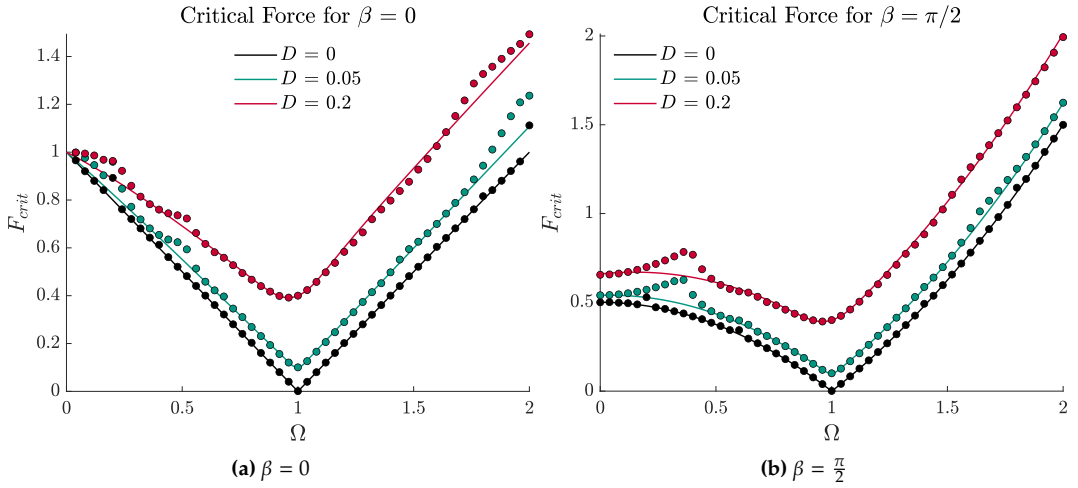 Critical Force for β = 0
D = 0
D = 0.05
D = 0.2
F_crit
1.4
1.2
1
0.8
0.6
0.4
0.2
0
0 0.5 1 1.5 2
Ω
(a) β = 0
Critical Force for β = π/2
D = 0
D = 0.05
D = 0.2
F_crit
2
1.5
1
0.5
0
0 0.5 1 1.5 2
Ω
(b) β = π/2